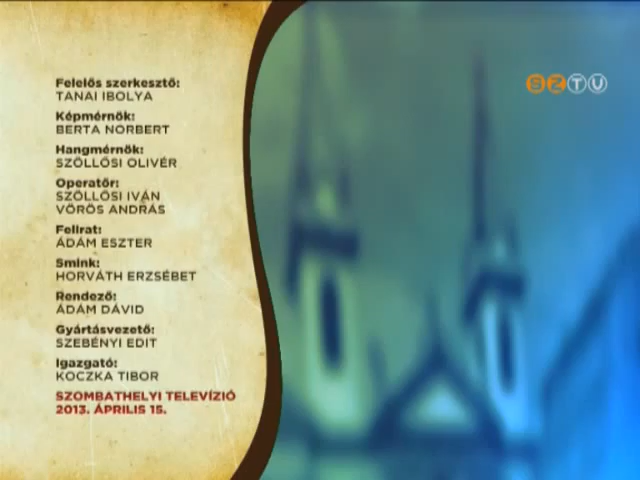 Felelős szerkesztő:
TANAI IBOLYA
Képmérnök:
BERTA NORBERT
Hangmérnök:
SZÖLLŐSI OLIVÉR
Operatőr:
SZÖLLŐSI IVÁN
VÖRÖS ANDRÁS
Felirat:
ÁDÁM ESZTER
Smink:
HORVÁTH ERZSÉBET
Rendező:
ÁDÁM DÁVID
Gyártásvezető:
SZEBÉNYI EDIT
Igazgató:
KOCZKA TIBOR
SZOMBATHELYI TELEVÍZIÓ
2013. ÁPRILIS 15.
SZTV